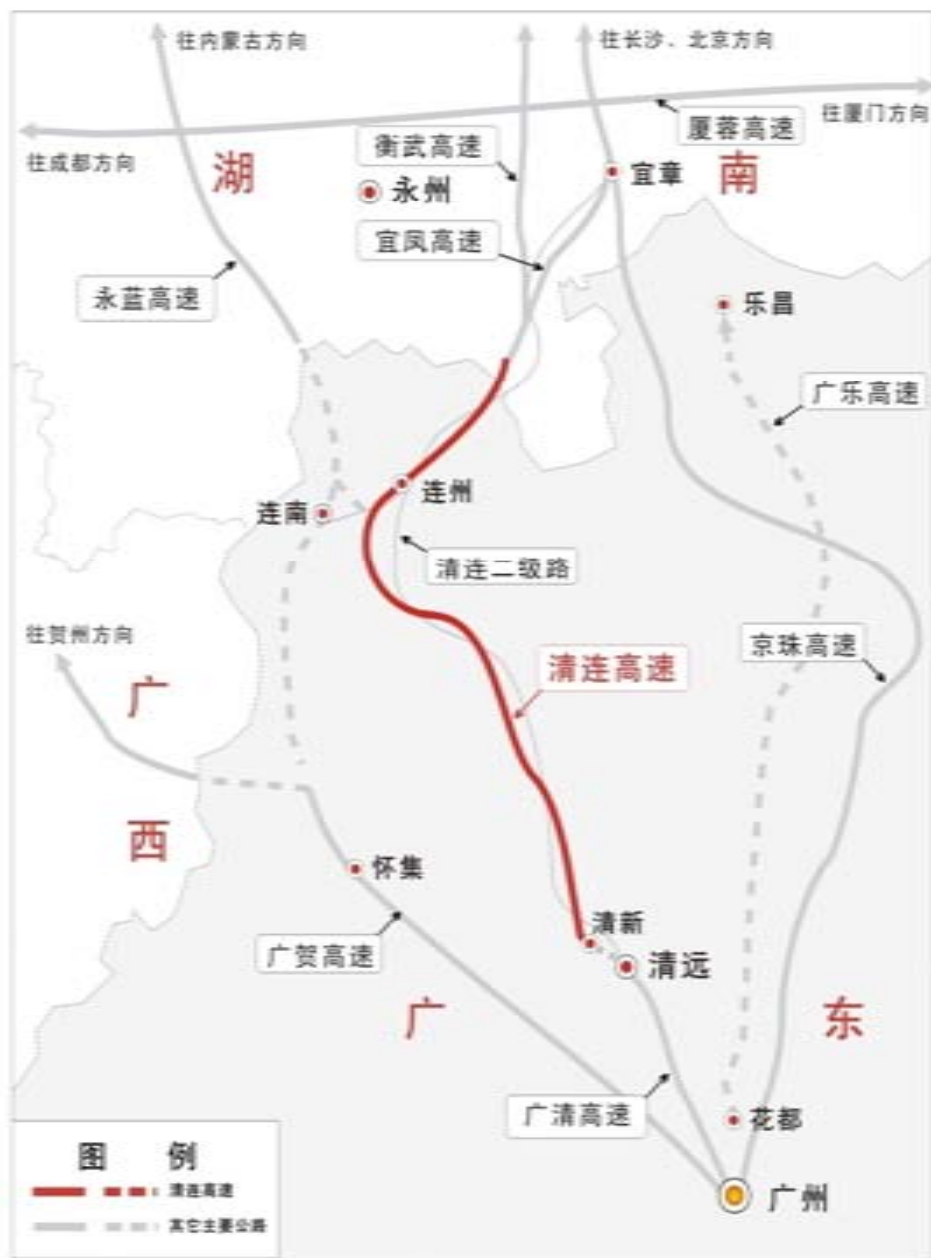 往内蒙古方向
往长沙、北京方向
厦蓉高速
往厦门方向
往成都方向
湖
南
衡武高速
永州
宜章
宜凤高速
永蓝高速
乐昌
广乐高速
连州
连南
清连二级路
往贺州方向
清连高速
京珠高速
广
西
怀集
清新
清远
广贺高速
广
东
广清高速
花都
广州
图 例
清连高速
其它主要公路